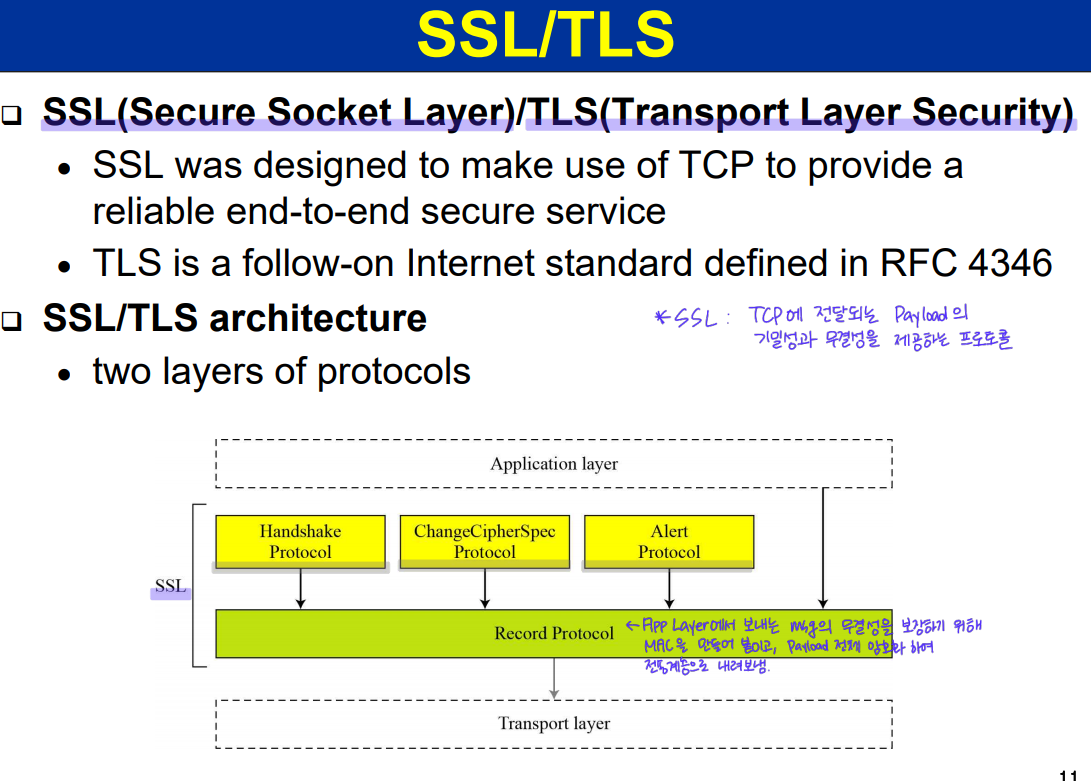 SSL/TLS
❑ SSL(Secure Socket Layer)/TLS(Transport Layer Security)
• SSL was designed to make use of TCP to provide a
reliable end-to-end secure service
• TLS is a follow-on Internet standard defined in RFC 4346
❑ SSL/TLS architecture
*SSL : TCP에 전달되는 Payload의
기밀성과 무결성을 제공하는 프로토콜
• two layers of protocols
Application layer
Handshake
Protocol
ChangeCipherSpec
Protocol
Alert
Protocol
SSL
Record Protocol
←App Layer에서 보내는 msg의 무결성을 보강하기 위해
MAC을 만들어 붙이고, Payload 전체 암호화 하여
전송계층으로 내려보냄.
Transport layer
11